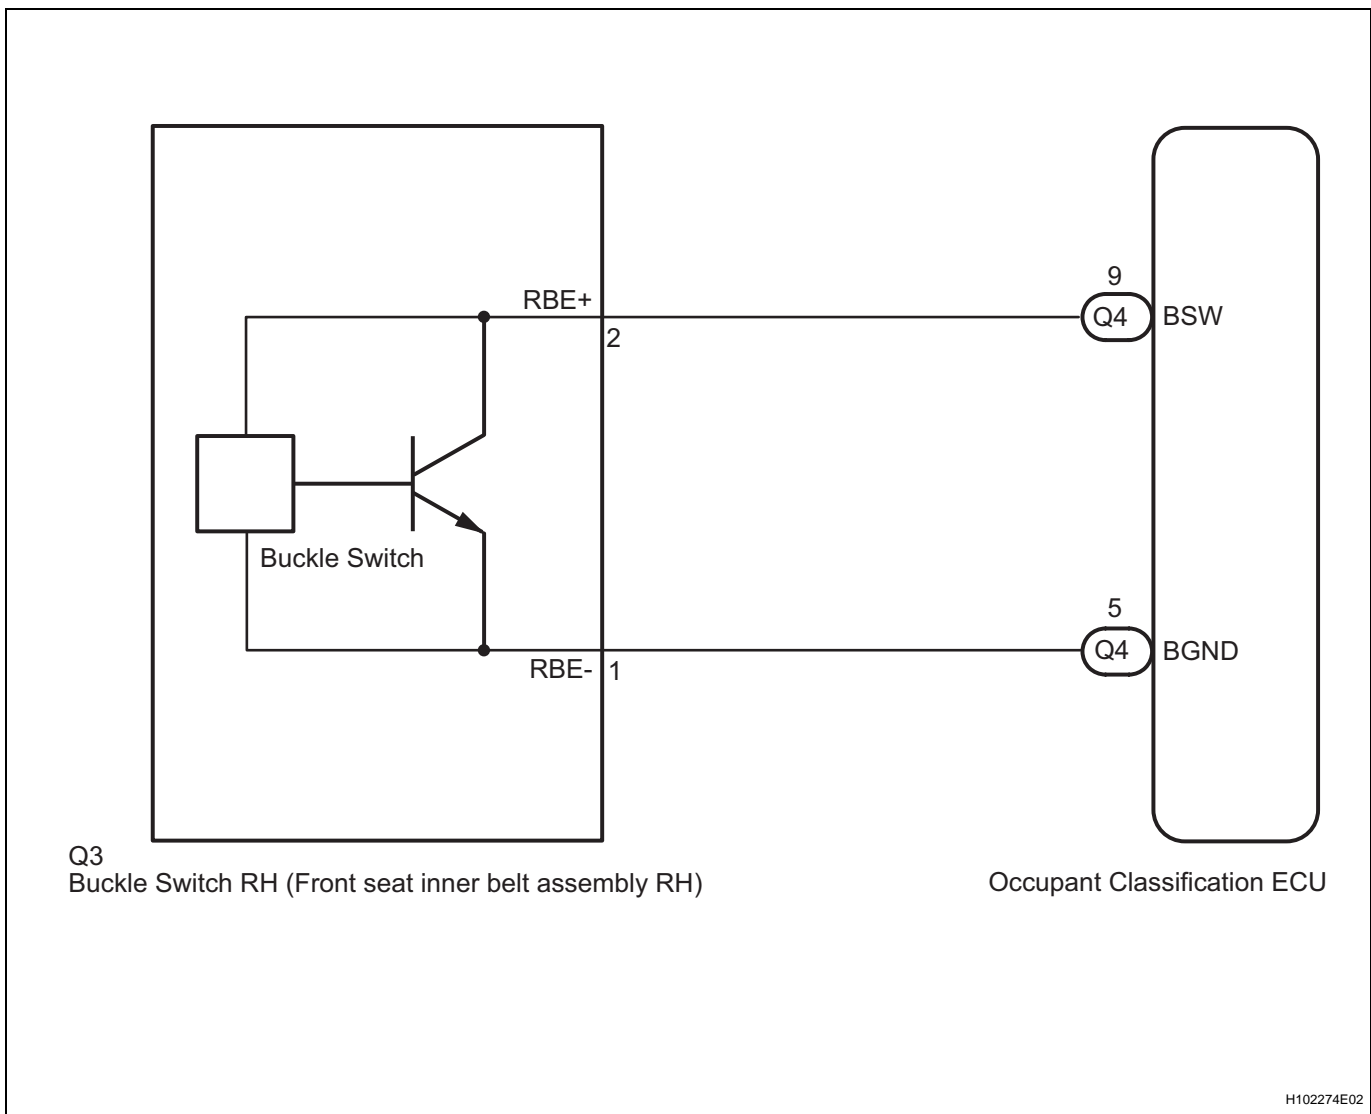 9
RBE+
Q4
BSW
2
Buckle Switch
5
Q4
BGND
RBE-
1
Q3
Buckle Switch RH (Front seat inner belt assembly RH)
Occupant Classification ECU
H102274E02